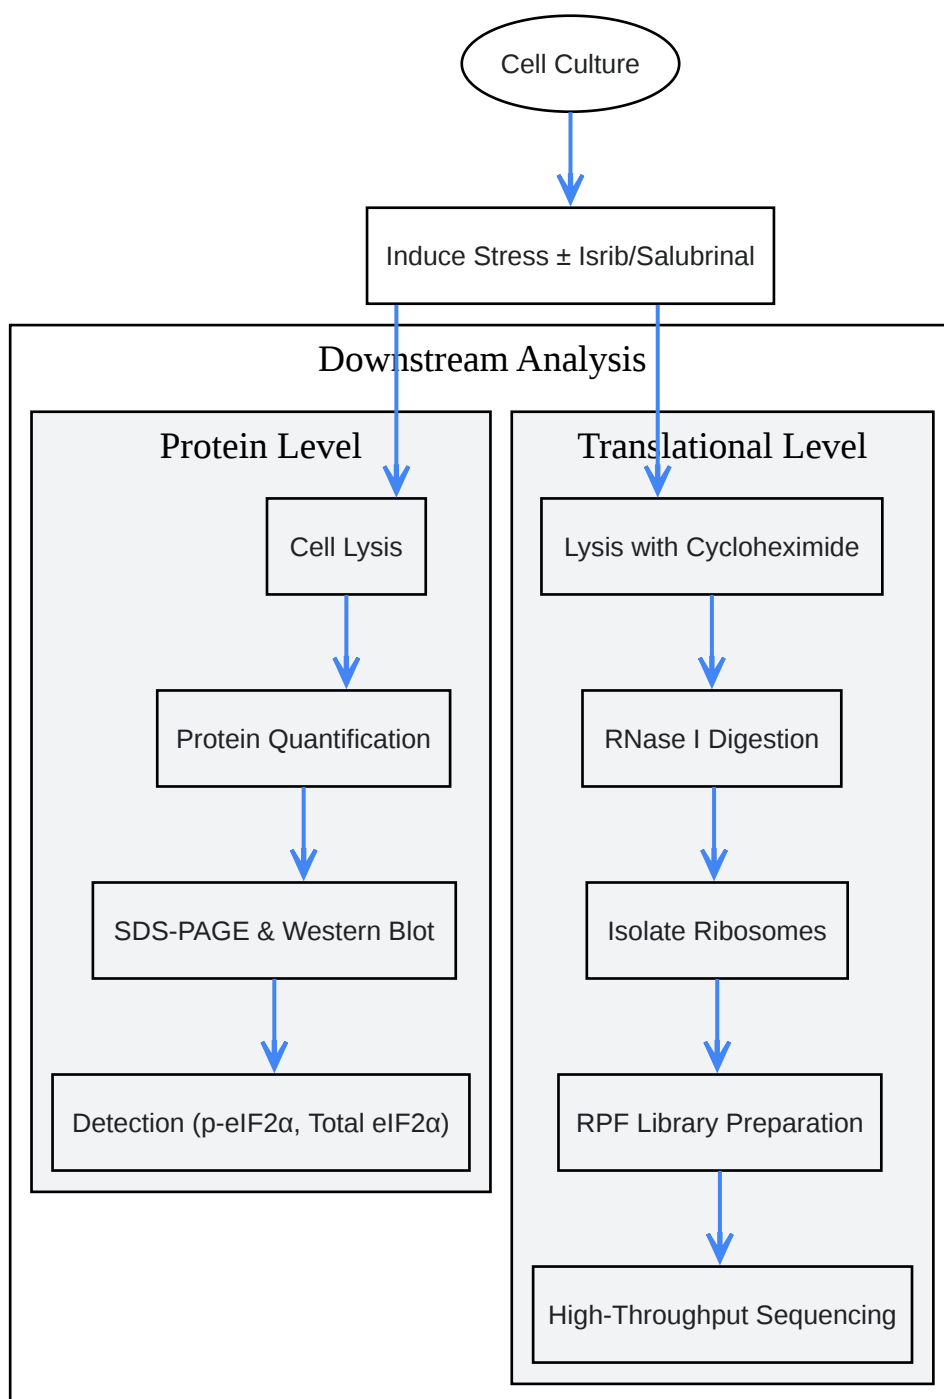 Cell Culture
Induce Stress ± Isrib/Salubrinal
Downstream Analysis
Protein Level
Cell Lysis
Protein Quantification
SDS-PAGE & Western Blot
Detection (p-eIF2α, Total eIF2α)
Translational Level
Lysis with Cycloheximide
RNase I Digestion
Isolate Ribosomes
RPF Library Preparation
High-Throughput Sequencing